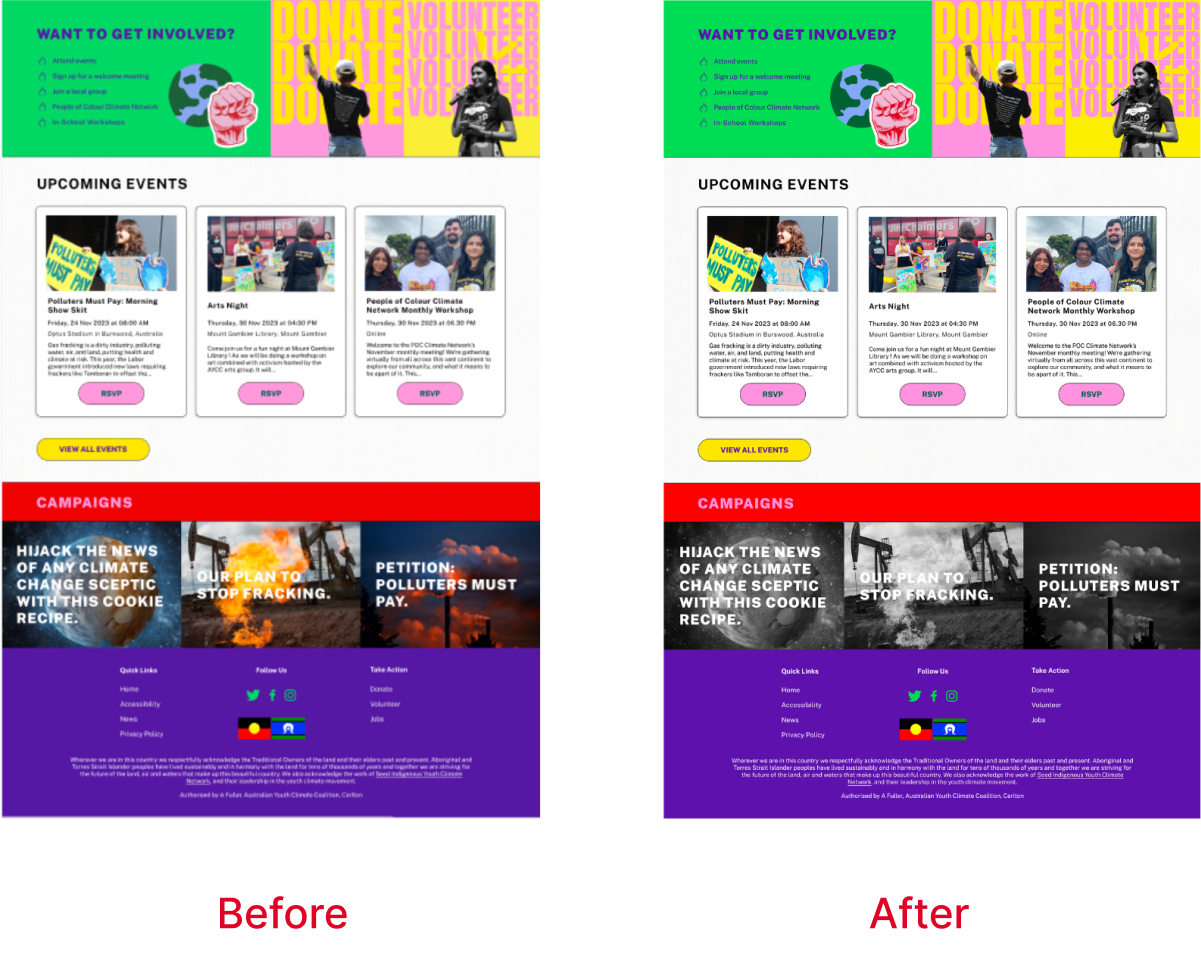 WANT TO GET INVOLVED?
Attend events
Sign up for a welcome meeting
Join a local group
People of Colour Climate Network
In-School Workshops
DONATE
DONATE
DONATE
VOLUNTEER
VOLUNTEER
VOLUNTEER
VOLUNTEER
UPCOMING EVENTS
POLLUTERS
MUST PAY
Polluters Must Pay: Morning
Show Skit
Friday, 24 Nov 2023 at 08:00 AM
Optus Stadium in Burswood, Australia
Gas fracking is a dirty industry, polluting
water, air, and land, putting health and
climate at risk. This year, the Labor
government introduced new laws requiring
frackers like Tamboran to offset the...
RSVP
Jim Chalmers
Arts Night
Thursday, 30 Nov 2023 at 04:30 PM
Mount Gambier Library, Mount Gambier
Come join us for a fun night at Mount Gambier
Library ! As we will be doing a workshop on
art combined with activism hosted by the
AYCC arts group. It will...
RSVP
People of Colour Climate
Network Monthly Workshop
Thursday, 30 Nov 2023 at 06.30 PM
Online
Welcome to the POC Climate Network's
November monthly meeting! We're gathering
virtually from all across this vast continent to
explore our community, and what it means to
be apart of it. This...
RSVP
VIEW ALL EVENTS
CAMPAIGNS
HIJACK THE NEWS
OF ANY CLIMATE
CHANGE SCEPTIC
WITH THIS COOKIE
RECIPE.
OUR PLAN TO
STOP FRACKING.
PETITION:
POLLUTERS MUST
PAY.
Quick Links
Home
Accessibility
News
Privacy Policy
Follow Us
Take Action
Donate
Volunteer
Jobs
Wherever we are in this country we respectfully acknowledge the Traditional Owners of the land and their elders past and present. Aboriginal and
Torres Strait Islander peoples have lived sustainably and in harmony with the land for tens of thousands of years and together we are striving for
the future of the land, air and waters that make up this beautiful country. We also acknowledge the work of Seed Indigenous Youth Climate
Network, and their leadership in the youth climate movement.
Authorised by A Fuller, Australian Youth Climate Coalition, Carlton
Before
WANT TO GET INVOLVED?
Attend events
Sign up for a welcome meeting
Join a local group
People of Colour Climate Network
In-School Workshops
DONATE
DONATE
DONATE
VOLUNTEER
VOLUNTEER
VOLUNTEER
VOLUNTEER
UPCOMING EVENTS
POLLUTERS
MUST PAY
Polluters Must Pay: Morning
Show Skit
Friday, 24 Nov 2023 at 08:00 AM
Optus Stadium in Burswood, Australia
Gas fracking is a dirty industry, polluting
water, air, and land, putting health and
climate at risk. This year, the Labor
government introduced new laws requiring
frackers like Tamboran to offset the...
RSVP
Jim Chalmers
Arts Night
Thursday, 30 Nov 2023 at 04:30 PM
Mount Gambier Library, Mount Gambier
Come join us for a fun night at Mount Gambier
Library ! As we will be doing a workshop on
art combined with activism hosted by the
AYCC arts group. It will...
RSVP
People of Colour Climate
Network Monthly Workshop
Thursday, 30 Nov 2023 at 06.30 PM
Online
Welcome to the POC Climate Network's
November monthly meeting! We're gathering
virtually from all across this vast continent to
explore our community, and what it means to
be apart of it. This...
RSVP
VIEW ALL EVENTS
CAMPAIGNS
HIJACK THE NEWS
OF ANY CLIMATE
CHANGE SCEPTIC
WITH THIS COOKIE
RECIPE.
OUR PLAN TO
STOP FRACKING.
PETITION:
POLLUTERS MUST
PAY.
Quick Links
Home
Accessibility
News
Privacy Policy
Follow Us
Take Action
Donate
Volunteer
Jobs
Wherever we are in this country we respectfully acknowledge the Traditional Owners of the land and their elders past and present. Aboriginal and
Torres Strait Islander peoples have lived sustainably and in harmony with the land for tens of thousands of years and together we are striving for
the future of the land, air and waters that make up this beautiful country. We also acknowledge the work of Seed Indigenous Youth Climate
Network, and their leadership in the youth climate movement.
Authorised by A Fuller, Australian Youth Climate Coalition, Carlton
After